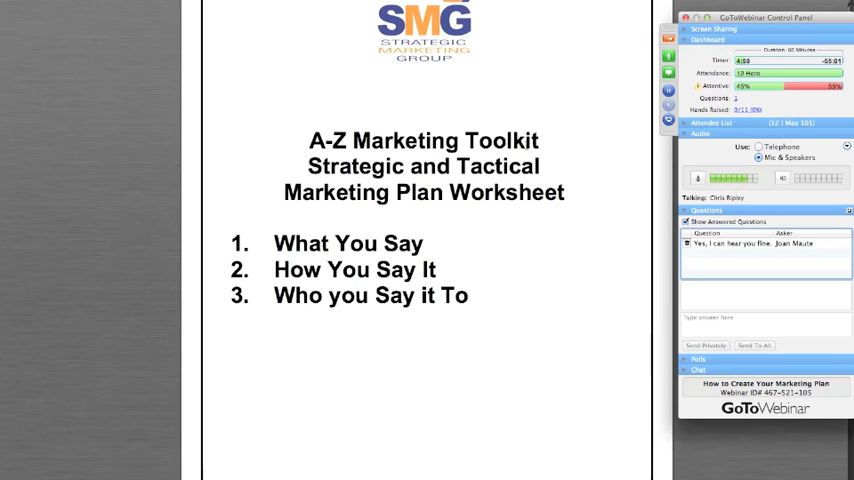 SMG
STRATEGIC
MARKETING
GROUP
A-Z Marketing Toolkit
Strategic and Tactical
Marketing Plan Worksheet
1. What You Say
2. How You Say It
3. Who you Say it To
GoToWebinar Control Panel
Screen Sharing
Dashboard
Duration: 60 Minutes
Timer: 4:59 -55:01
Attendance: 12 Here
Attentive: 45% 55%
Questions: 1
Hands Raised: 0/11 (0%)
Attendee List (12 | Max 101)
Audio
Use: Telephone
Mic & Speakers
Talking: Chris Ripley
Questions
Show Answered Questions
Question Asker
Yes, I can hear you fine. Joan Maute
Type answer here
Send Privately Send To All
Polls
Chat
How to Create Your Marketing Plan
Webinar ID# 467-521-105
GoToWebinar